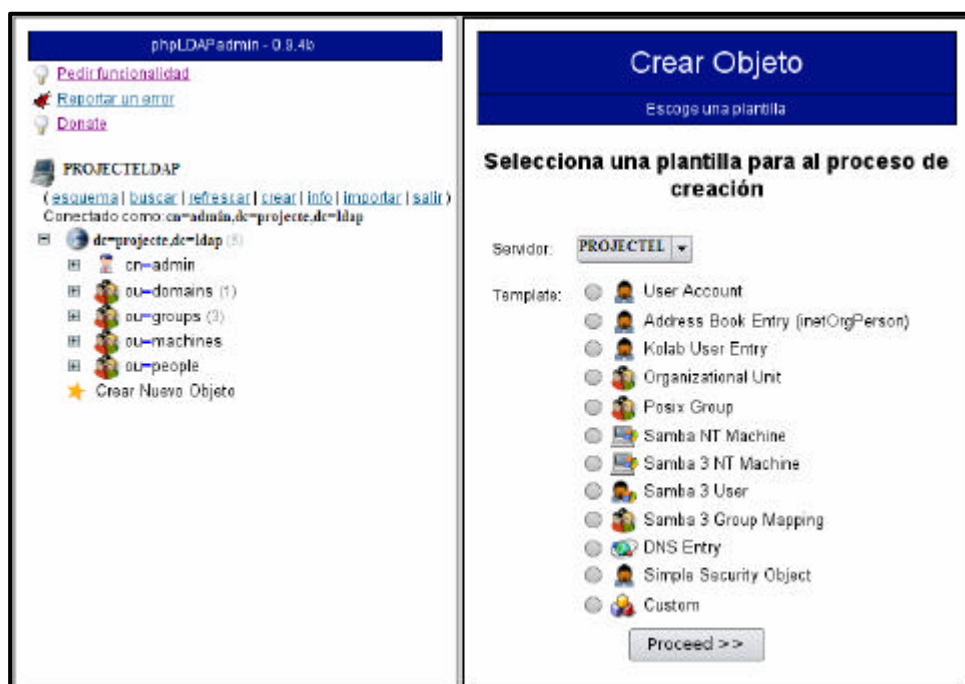 phpLDAPadmin - 0.9.4b
Pedir funcionalidad
Reportar un error
Donate
PROJECTELDAP
( esquema | buscar | refrescar | crear | info | importar | salir )
Conectado como: cn=admin,dc=projecte,dc=ldap
dc=projecte,dc=ldap (5)
cn=admin
ou=domains (1)
ou=groups (3)
ou=machines
ou=people
Crear Nuevo Objeto
Crear Objeto
Escoge una plantilla
Selecciona una plantilla para al proceso de
creación
Servidor: PROJECTEL
Template:
User Account
Address Book Entry (inetOrgPerson)
Kolab User Entry
Organizational Unit
Posix Group
Samba NT Machine
Samba 3 NT Machine
Samba 3 User
Samba 3 Group Mapping
DNS Entry
Simple Security Object
Custom
Proceed >>